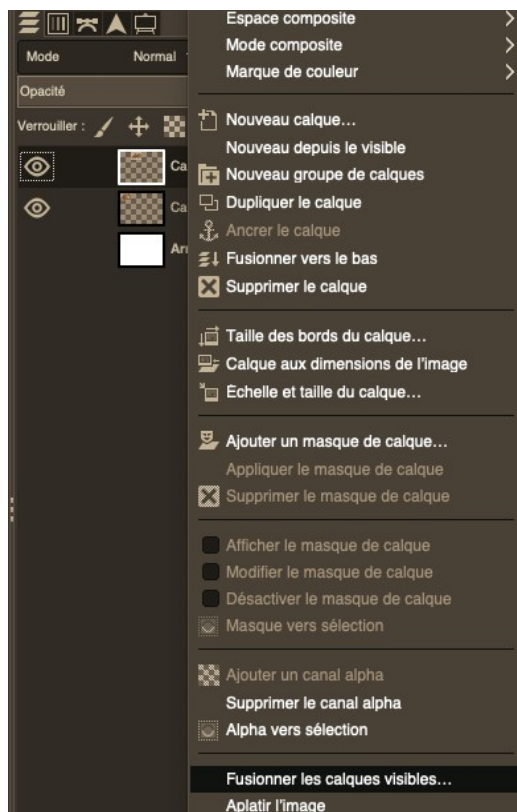 Espace composite
Mode Normal
Mode composite
Marque de couleur
Opacité
Verrouiller :
Nouveau calque…
Nouveau depuis le visible
Nouveau groupe de calques
Dupliquer le calque
Ancrer le calque
Fusionner vers le bas
Supprimer le calque
Taille des bords du calque…
Calque aux dimensions de l'image
Échelle et taille du calque…
Ajouter un masque de calque…
Appliquer le masque de calque
Supprimer le masque de calque
Afficher le masque de calque
Modifier le masque de calque
Désactiver le masque de calque
Masque vers sélection
Ajouter un canal alpha
Supprimer le canal alpha
Alpha vers sélection
Fusionner les calques visibles…
Aplatir l'image